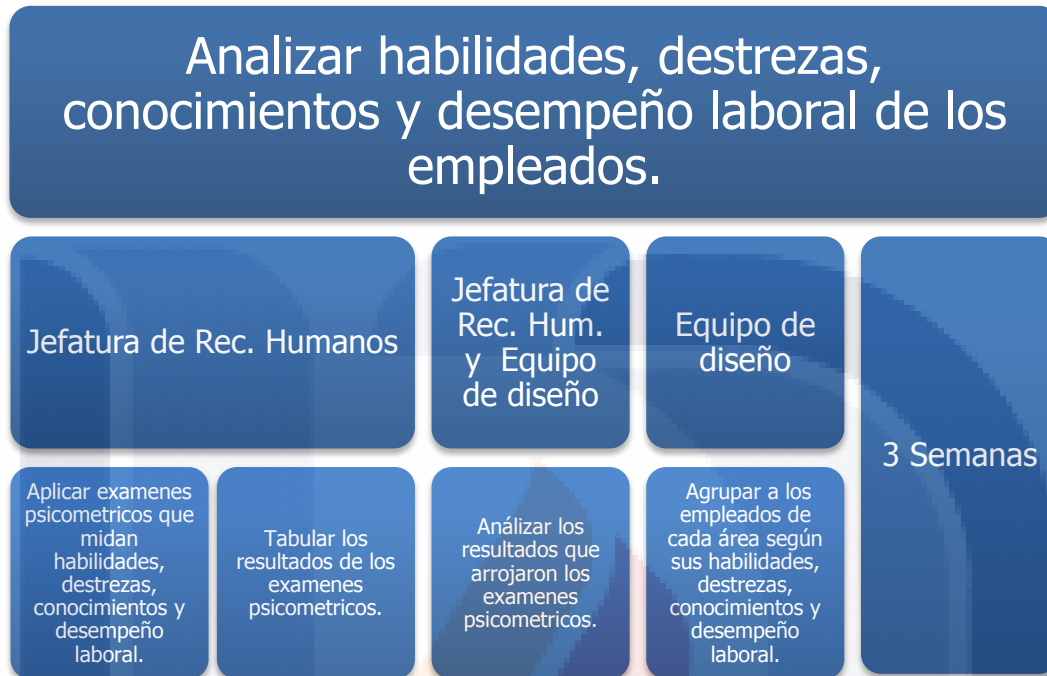 Analizar habilidades, destrezas,
conocimientos y desempeño laboral de los
empleados.
Jefatura de Rec. Humanos
Jefatura de
Rec. Hum.
y Equipo
de diseño
Equipo de
diseño
3 Semanas
Aplicar examenes
psicometricos que
midan
habilidades,
destrezas,
conocimientos y
desempeño
laboral.
Tabular los
resultados de los
examenes
psicometricos.
Análizar los
resultados que
arrojaron los
examenes
psicometricos.
Agrupar a los
empleados de
cada área según
sus habilidades,
destrezas,
conocimientos y
desempeño
laboral.